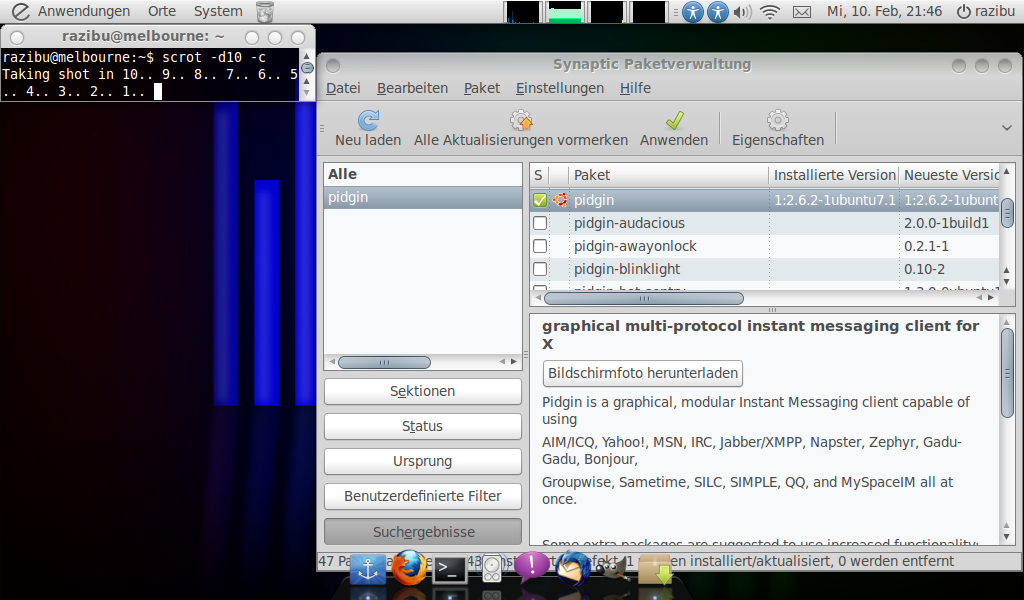 Anwendungen Orte System
Mi, 10. Feb, 21:46 razibu
razibu@melbourne: ~
razibu@melbourne:~$ scrot -d10 -c
Taking shot in 10.. 9.. 8.. 7.. 6.. 5
.. 4.. 3.. 2.. 1..
Synaptic Paketverwaltung
Datei Bearbeiten Paket Einstellungen Hilfe
Neu laden Alle Aktualisierungen vormerken Anwenden Eigenschaften
Alle
pidgin
S Paket Installierte Version Neueste Versio
pidgin 1:2.6.2-1ubuntu7.1 1:2.6.2-1ubunt
pidgin-audacious 2.0.0-1build1
pidgin-awayonlock 0.2.1-1
pidgin-blinklight 0.10-2
graphical multi-protocol instant messaging client for
X
Bildschirmfoto herunterladen
Pidgin is a graphical, modular Instant Messaging client capable of
using
AIM/ICQ, Yahoo!, MSN, IRC, Jabber/XMPP, Napster, Zephyr, Gadu-
Gadu, Bonjour,
Groupwise, Sametime, SILC, SIMPLE, QQ, and MySpaceIM all at
once.
Some extra packages are suggested to use increased functionality:
Sektionen
Status
Ursprung
Benutzerdefinierte Filter
Suchergebnisse
47 installiert/aktualisiert, 0 werden entfernt